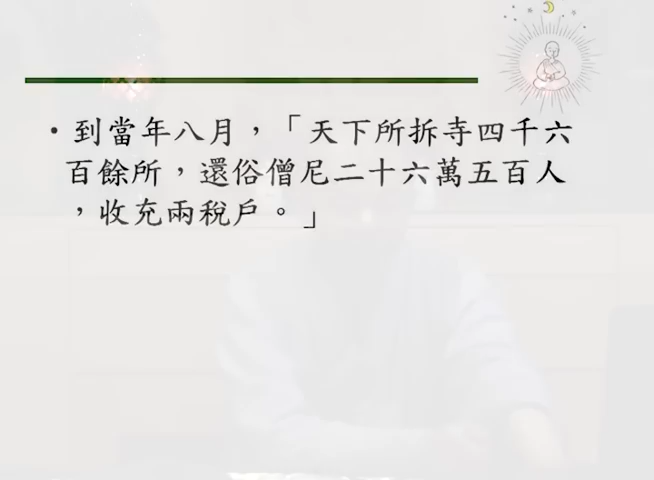 •到當年八月，「天下所拆寺四千六
百餘所，還俗僧尼二十六萬五百人
，收充兩稅戶。」